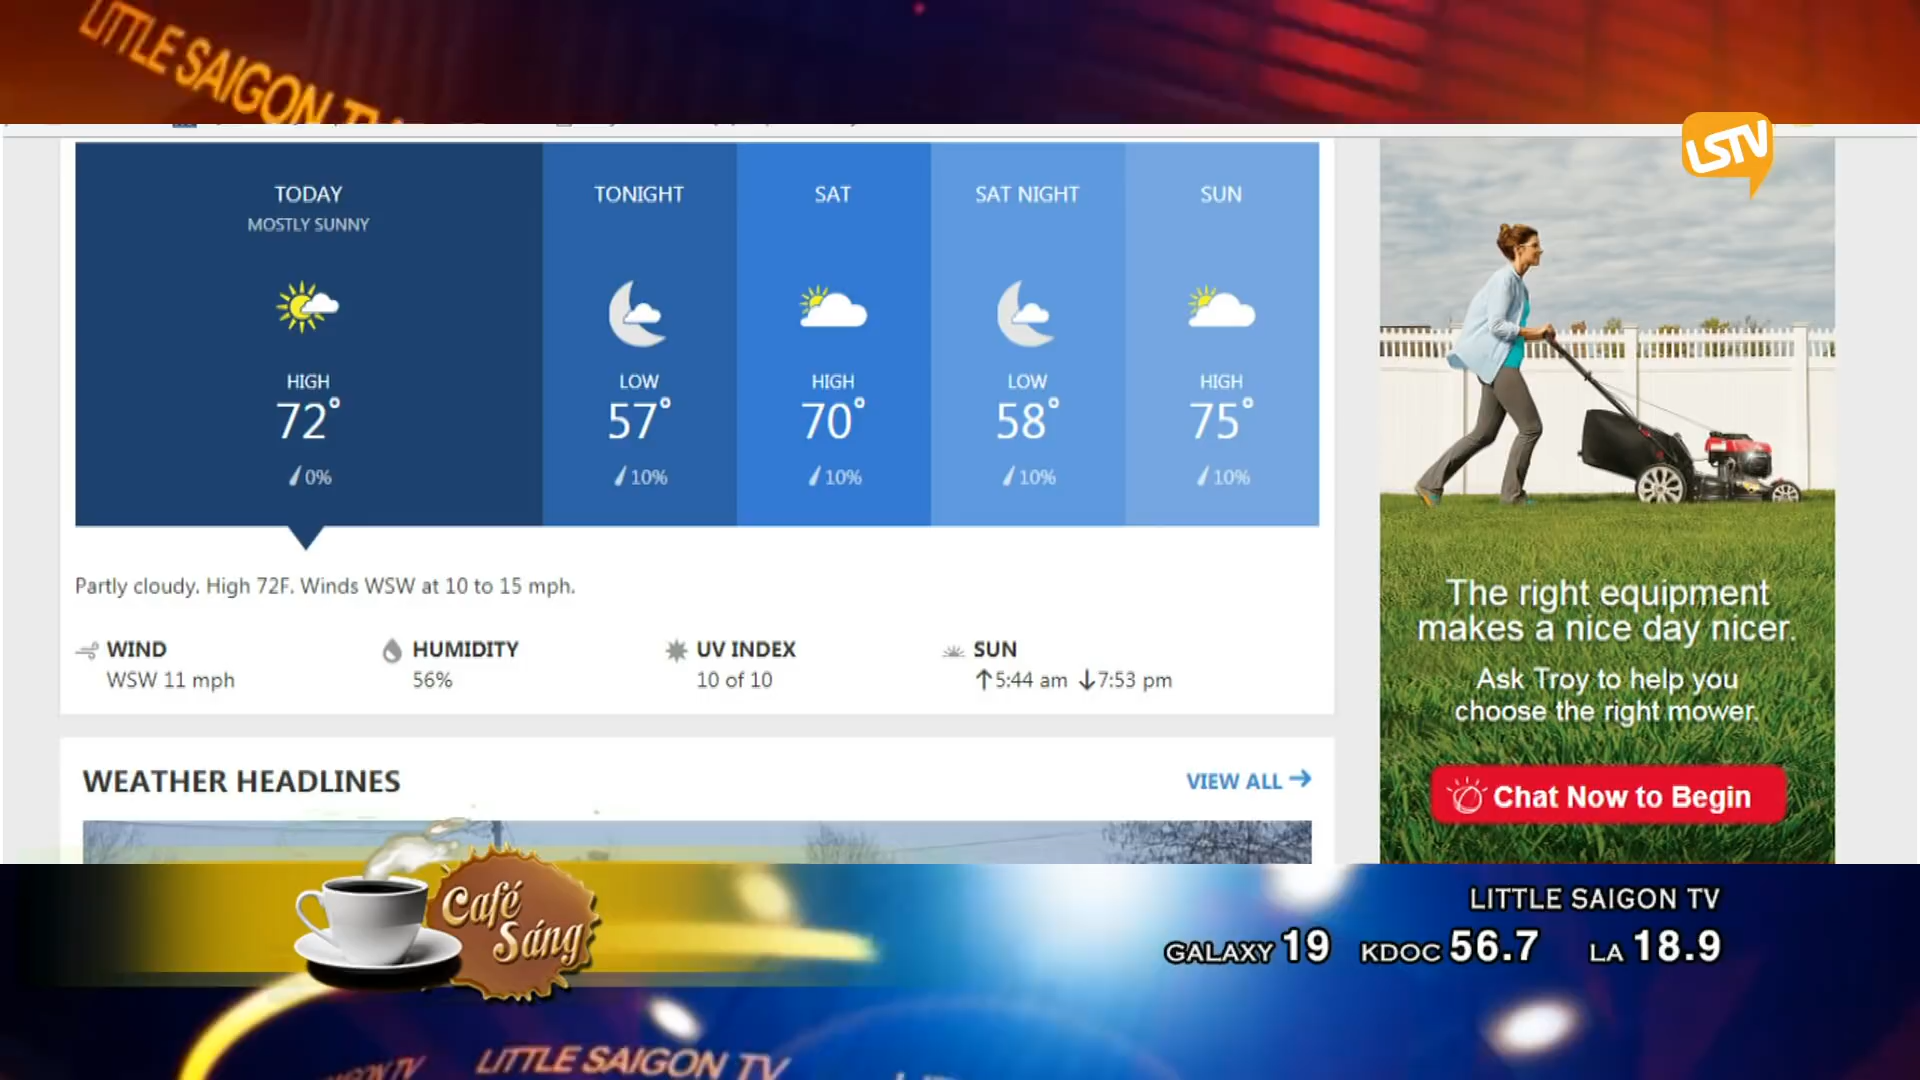 LITTLE SAIGON TV
LSTV
TODAY
MOSTLY SUNNY
HIGH
72°
0%
TONIGHT
LOW
57°
10%
SAT
HIGH
70°
10%
SAT NIGHT
LOW
58°
10%
SUN
HIGH
75°
10%
Partly cloudy. High 72F. Winds WSW at 10 to 15 mph.
WIND
WSW 11 mph
HUMIDITY
56%
UV INDEX
10 of 10
SUN
↑5:44 am ↓7:53 pm
WEATHER HEADLINES
VIEW ALL →
The right equipment
makes a nice day nicer.
Ask Troy to help you
choose the right mower.
Chat Now to Begin
Café
Sáng
LITTLE SAIGON TV
GALAXY 19 KDOC 56.7 LA 18.9
LITTLE SAIGON TV